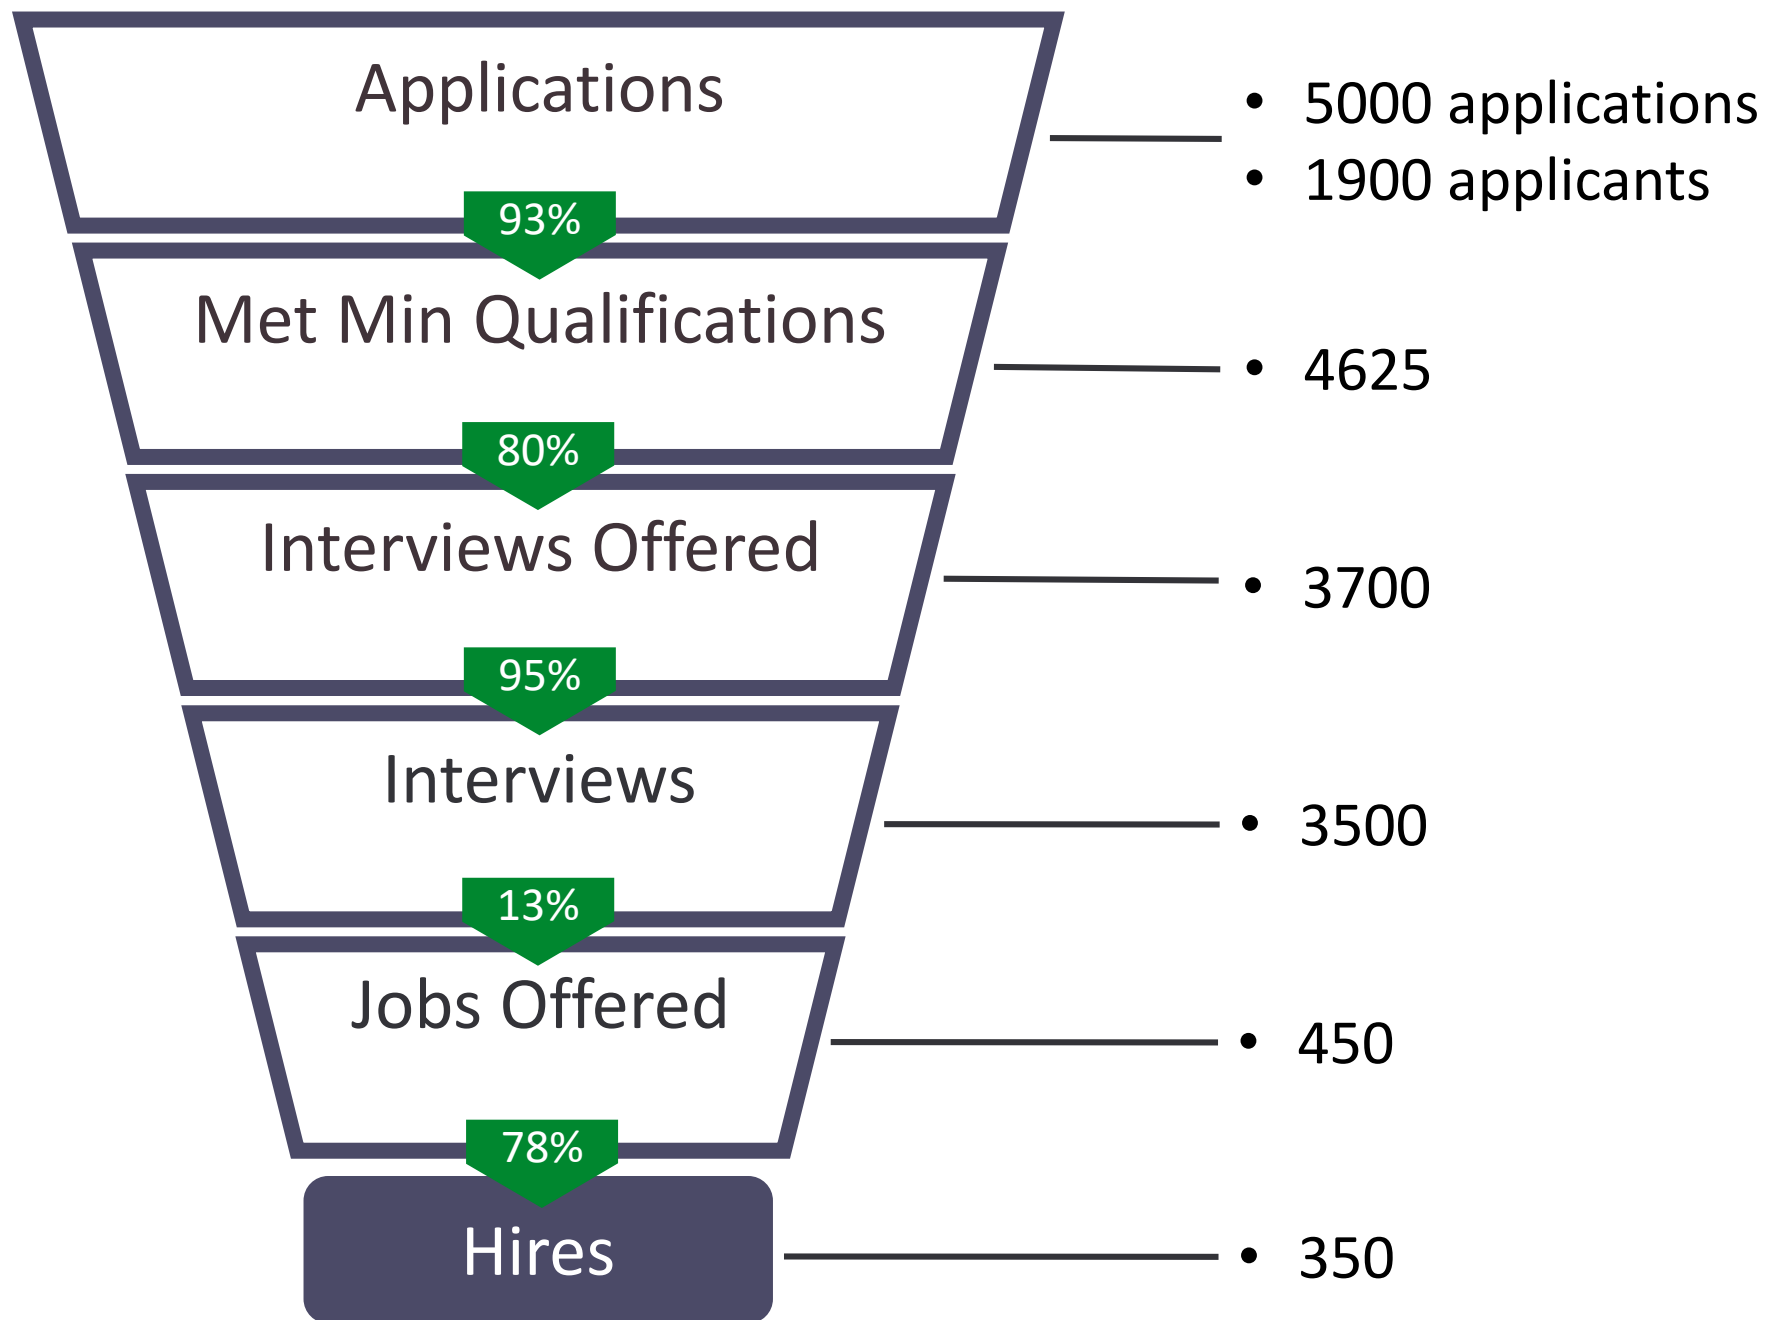 Applications
• 5000 applications
• 1900 applicants
93%
Met Min Qualifications
• 4625
80%
Interviews Offered
• 3700
95%
Interviews
• 3500
13%
Jobs Offered
• 450
78%
Hires
• 350